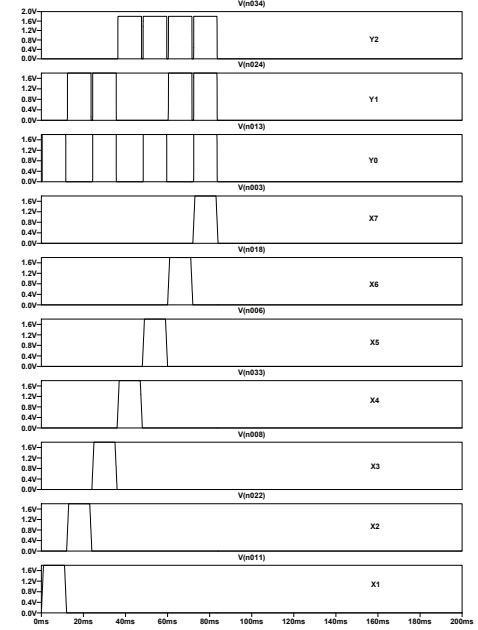 V(n034)
2.0V
1.6V
1.2V
0.8V
0.4V
0.0V
Y2
V(n024)
1.6V
1.2V
0.8V
0.4V
0.0V
Y1
V(n013)
1.6V
1.2V
0.8V
0.4V
0.0V
Y0
V(n003)
1.6V
1.2V
0.8V
0.4V
0.0V
X7
V(n018)
1.6V
1.2V
0.8V
0.4V
0.0V
X6
V(n006)
1.6V
1.2V
0.8V
0.4V
0.0V
X5
V(n033)
1.6V
1.2V
0.8V
0.4V
0.0V
X4
V(n008)
1.6V
1.2V
0.8V
0.4V
0.0V
X3
V(n022)
1.6V
1.2V
0.8V
0.4V
0.0V
X2
V(n011)
1.6V
1.2V
0.8V
0.4V
0.0V
X1
0ms 20ms 40ms 60ms 80ms 100ms 120ms 140ms 160ms 180ms 200ms